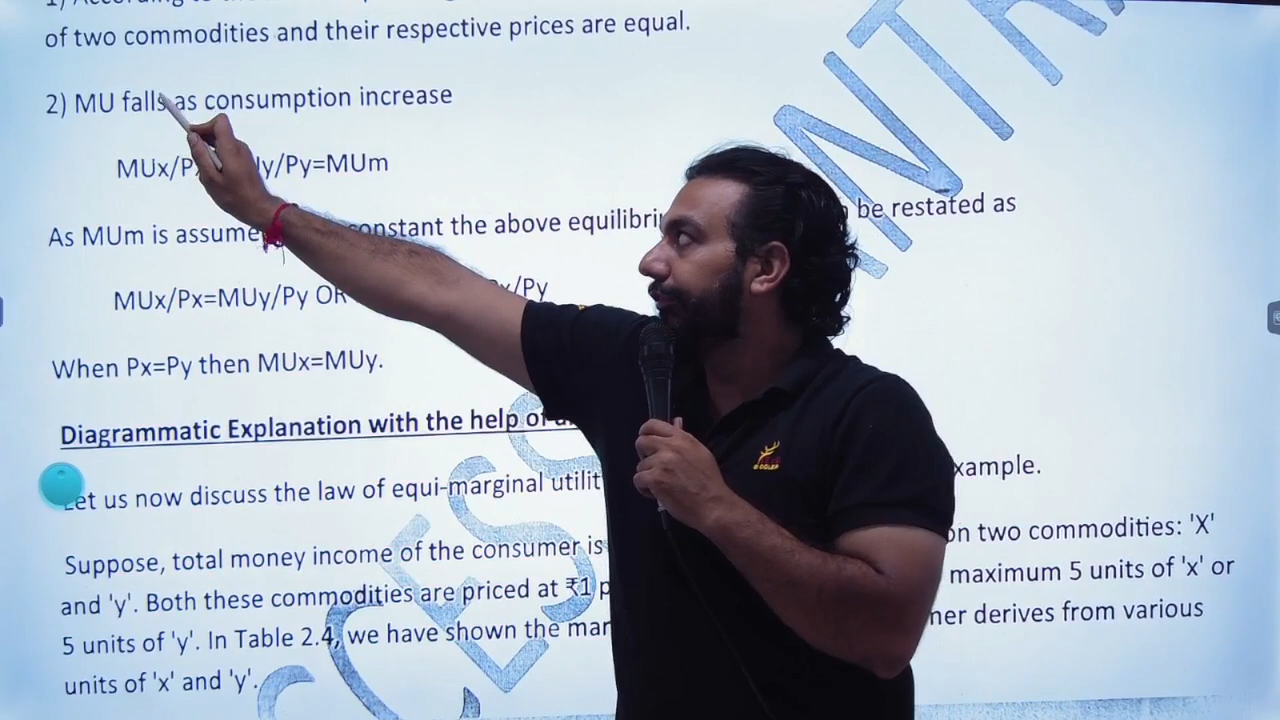 of two commodities and their respective prices are equal.
2) MU falls as consumption increase
MUx/P y/Py=MUm
As MUm is assume constant the above be restated as
MUx/Px=MUy/Py OR x/Py
When Px=Py then MUx=MUy.
Diagrammatic Explanation with the help of
Let us now discuss the law of equi-marginal xample.
Suppose, total money income of the consumer is on two commodities: 'X'
and 'y'. Both these commodities are priced at ₹1 p maximum 5 units of 'x' or
5 units of 'y'. In Table 2.4, we have shown the mar ner derives from various
units of 'x' and 'y'.